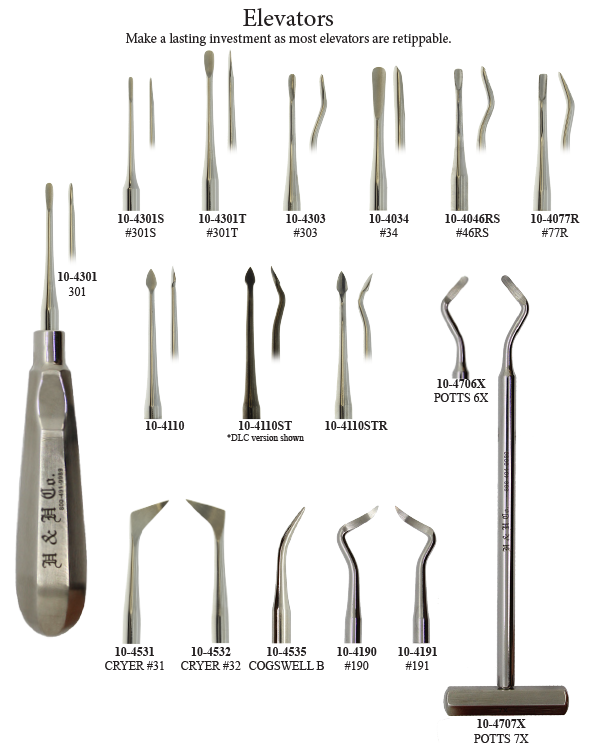 Elevators
Make a lasting investment as most elevators are retippable.
10-4301S
#301S
10-4301T
#301T
10-4303
#303
10-4034
#34
10-4046RS
#46RS
10-4077R
#77R
10-4301
301
10-4110
10-4110ST
*DLC version shown
10-4110STR
10-4706X
POTTS 6X
H & H Co.
H & H Co.
10-4531
CRYER #31
10-4532
CRYER #32
10-4535
COGSWELL B
10-4190
#190
10-4191
#191
10-4707X
POTTS 7X